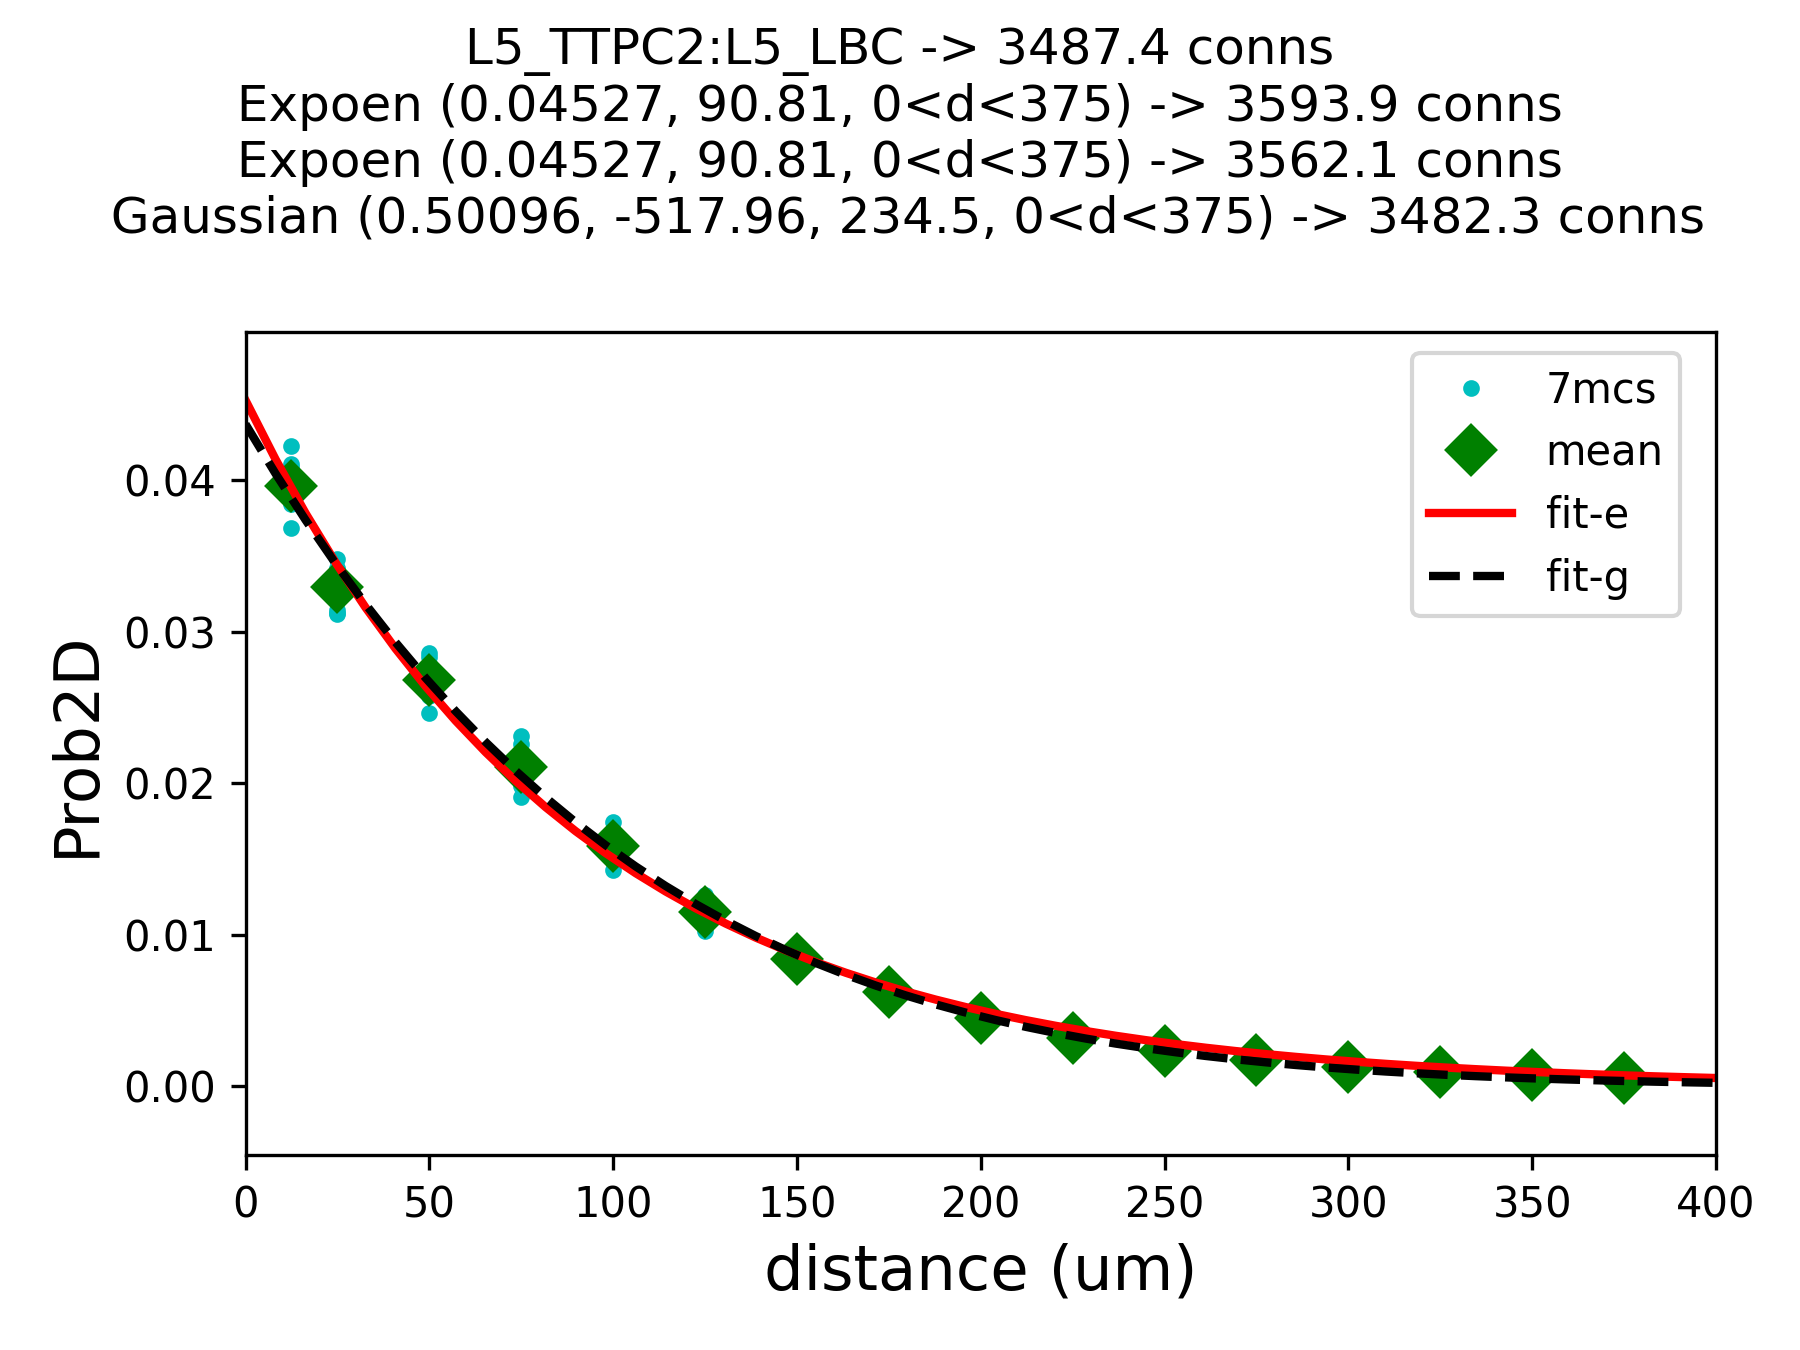 L5_TTPC2:L5_LBC -> 3487.4 conns
Expoen (0.04527, 90.81, 0<d<375) -> 3593.9 conns
Expoen (0.04527, 90.81, 0<d<375) -> 3562.1 conns
Gaussian (0.50096, -517.96, 234.5, 0<d<375) -> 3482.3 conns
7mcs
mean
fit-e
fit-g
0.04
0.03
0.02
0.01
0.00
Prob2D
0 50 100 150 200 250 300 350 400
distance (um)